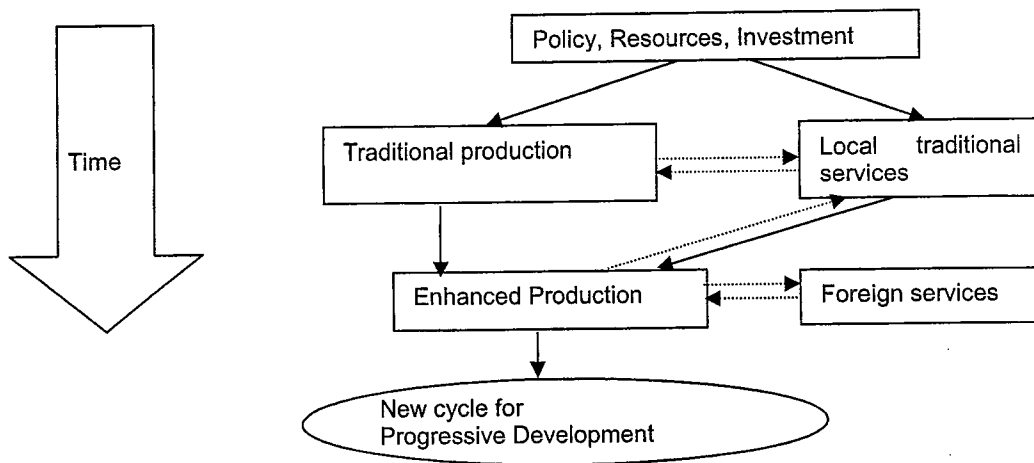 Policy, Resources, Investment
Time
Traditional production
Local traditional
services
Enhanced Production
Foreign services
New cycle for
Progressive Development